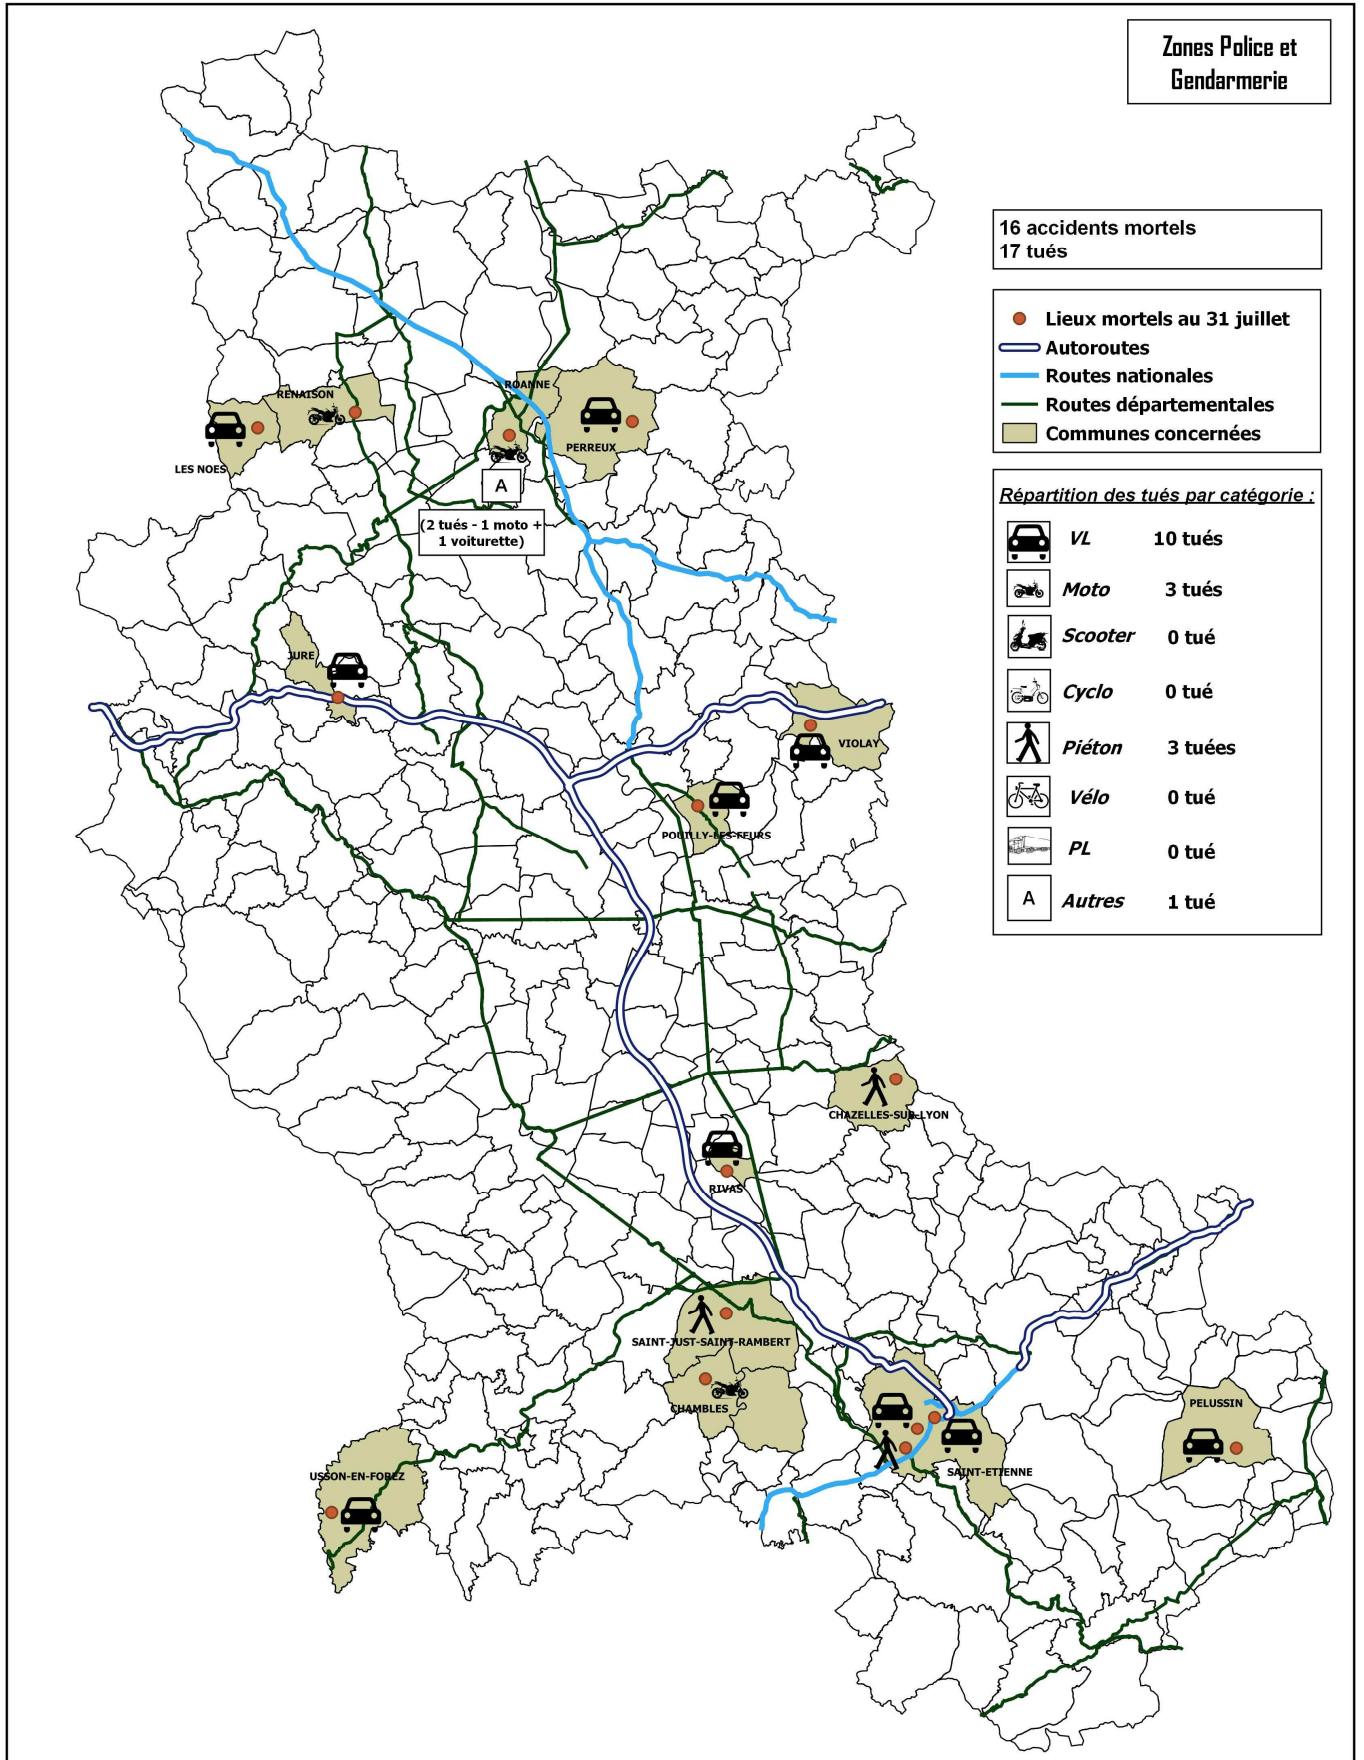 Zones Police et
Gendarmerie
16 accidents mortels
17 tués
Lieux mortels au 31 juillet
Autoroutes
Routes nationales
Routes départementales
Communes concernées
Répartition des tués par catégorie :
VL 10 tués
Moto 3 tués
Scooter 0 tué
Cyclo 0 tué
Piéton 3 tuées
Vélo 0 tué
PL 0 tué
A Autres 1 tué
ROANNE
RENAISON
PERREUX
LES NOES
A
(2 tués - 1 moto +
1 voiturette)
JURE
VIOLAY
POUILLY-LES-FEURS
CHAZELLES-SUR-LYON
RIVAS
SAINT-JUST-SAINT-RAMBERT
CHAMBLES
PELUSSIN
SAINT-ETIENNE
USSON-EN-FOREZ